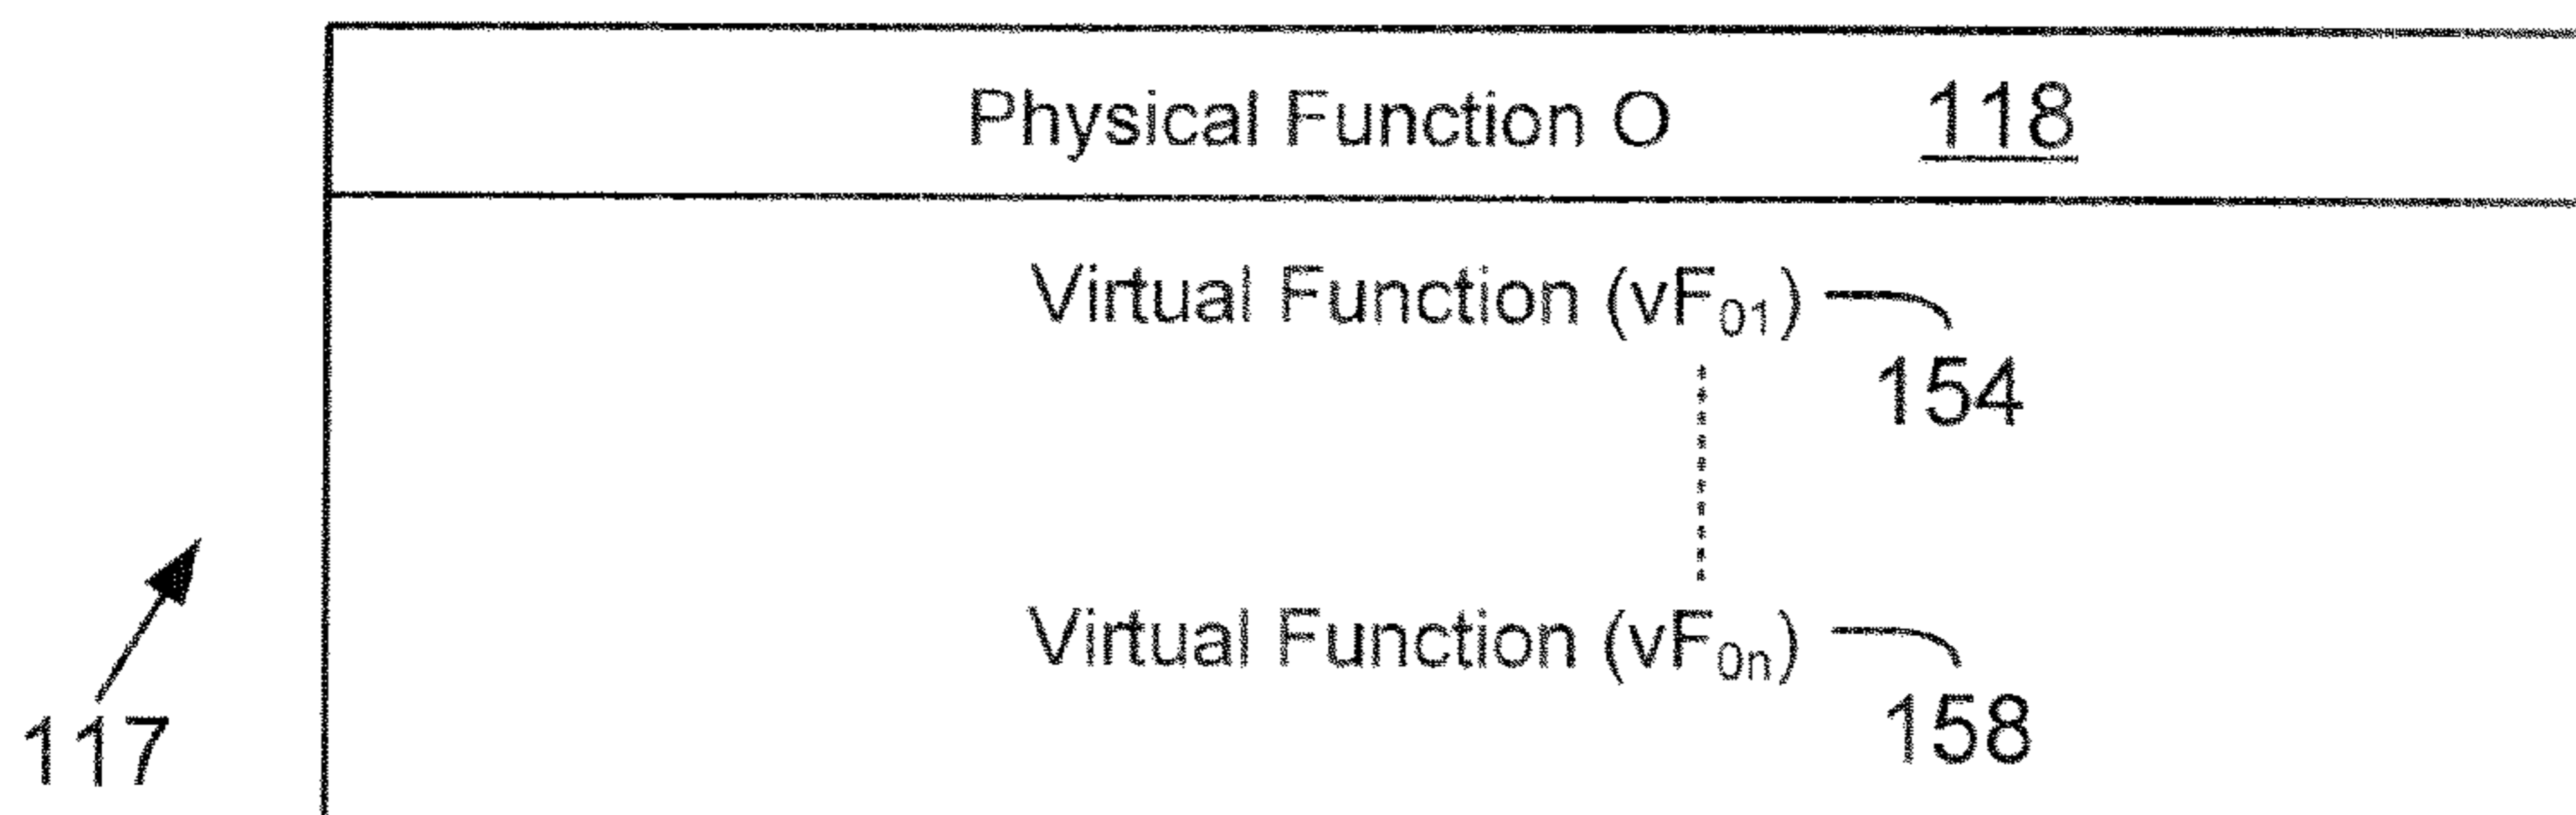 Physical Function O 118
Virtual Function (vF01)
154
Virtual Function (vF0n)
158
117